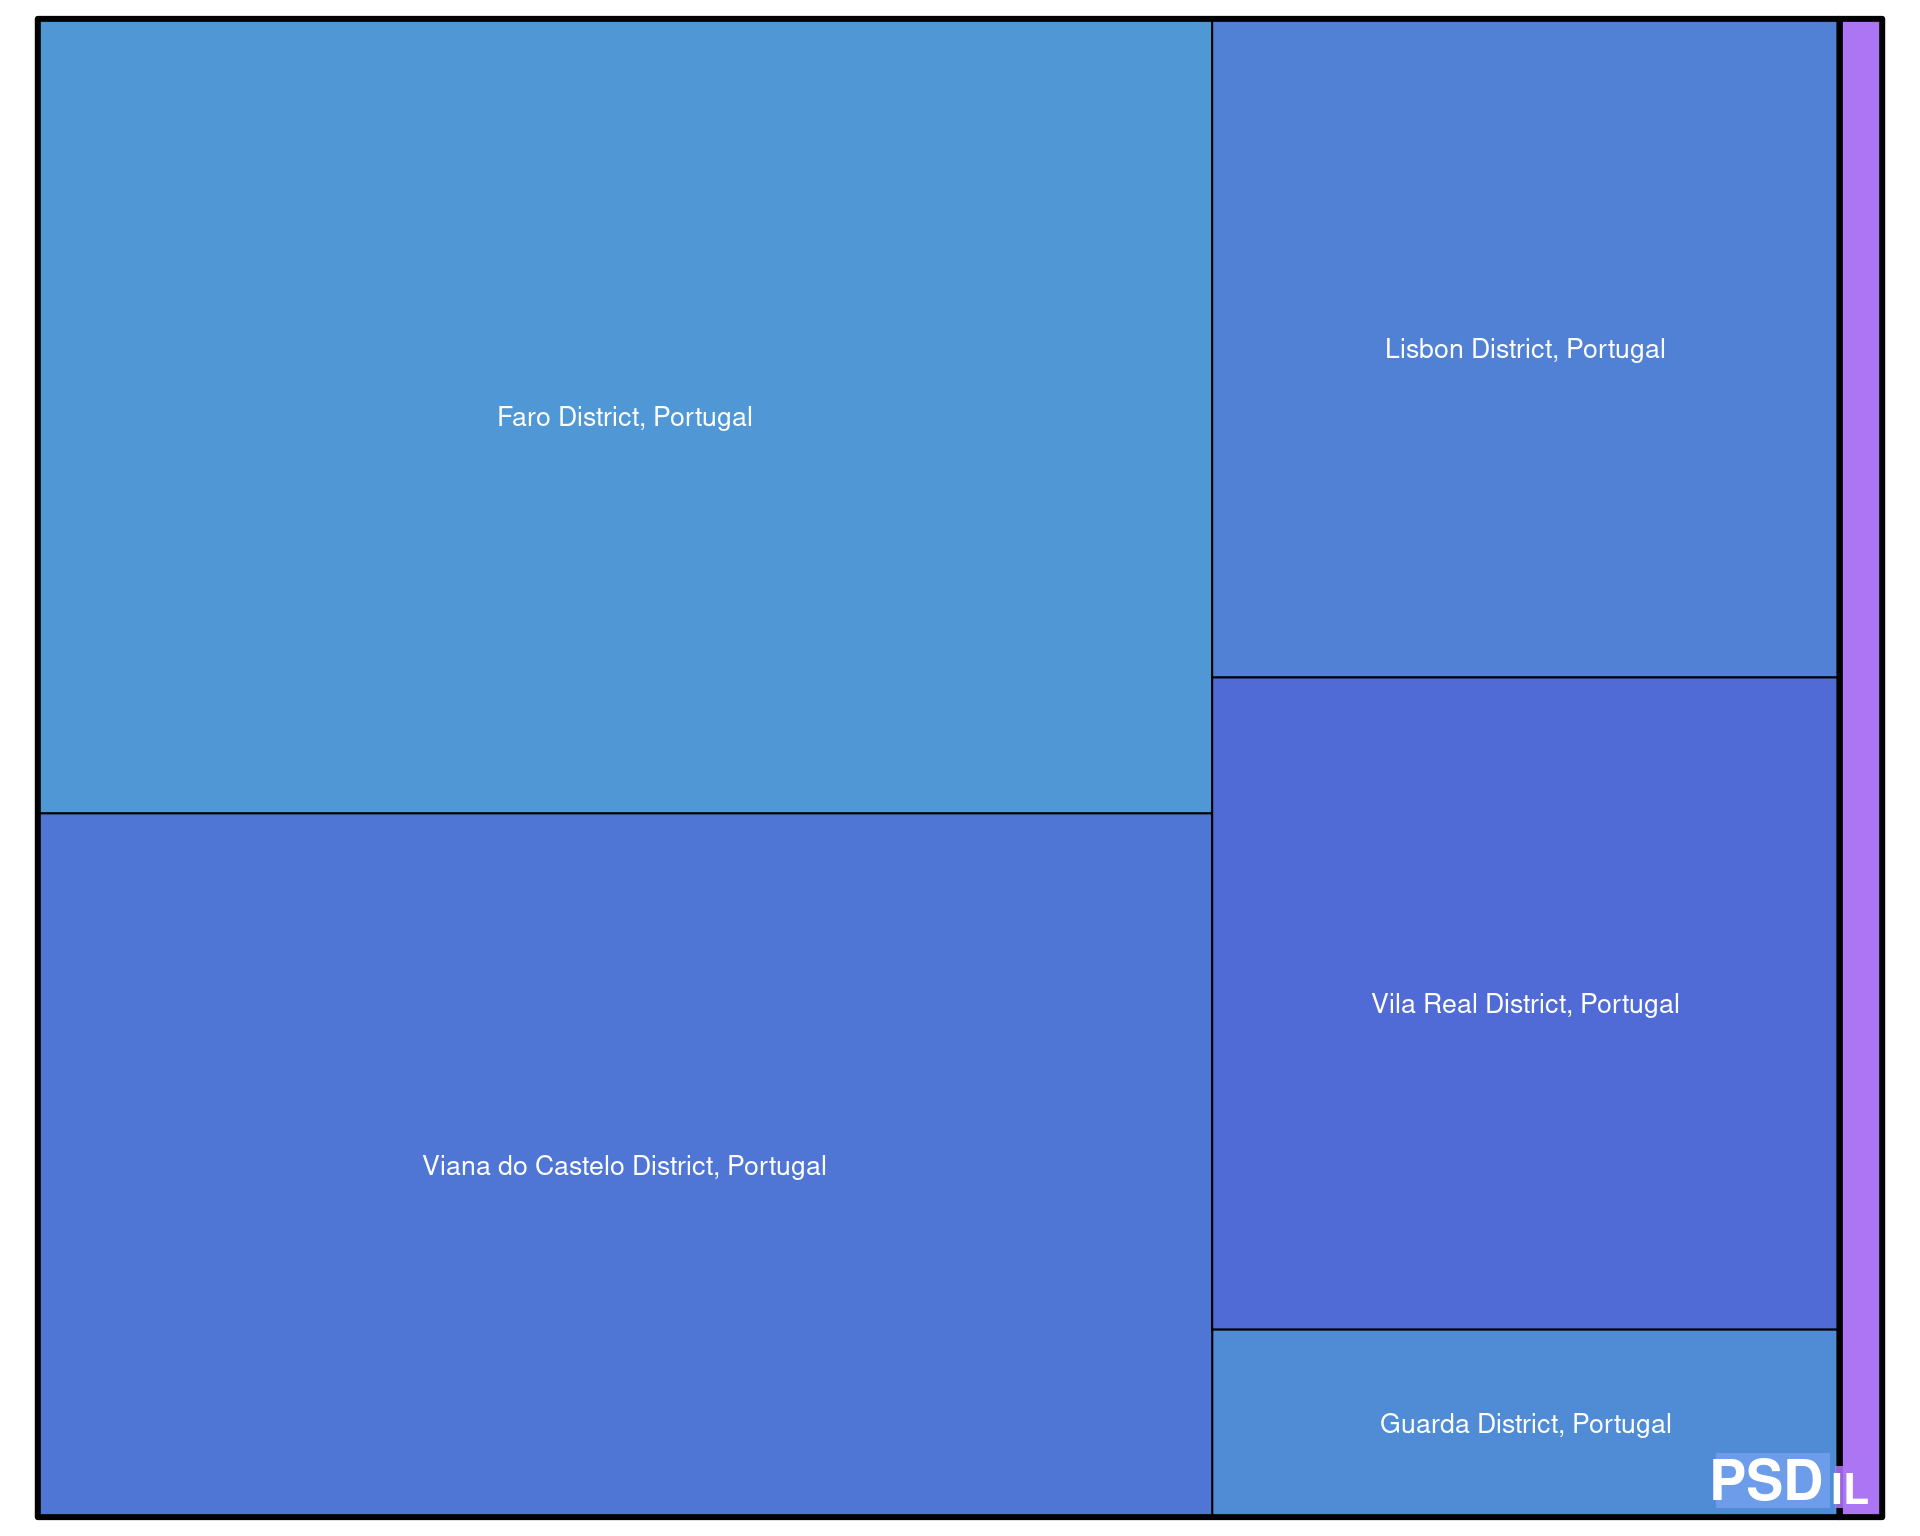 Faro District, Portugal
Lisbon District, Portugal
Viana do Castelo District, Portugal
Vila Real District, Portugal
Guarda District, Portugal
PSD
IL